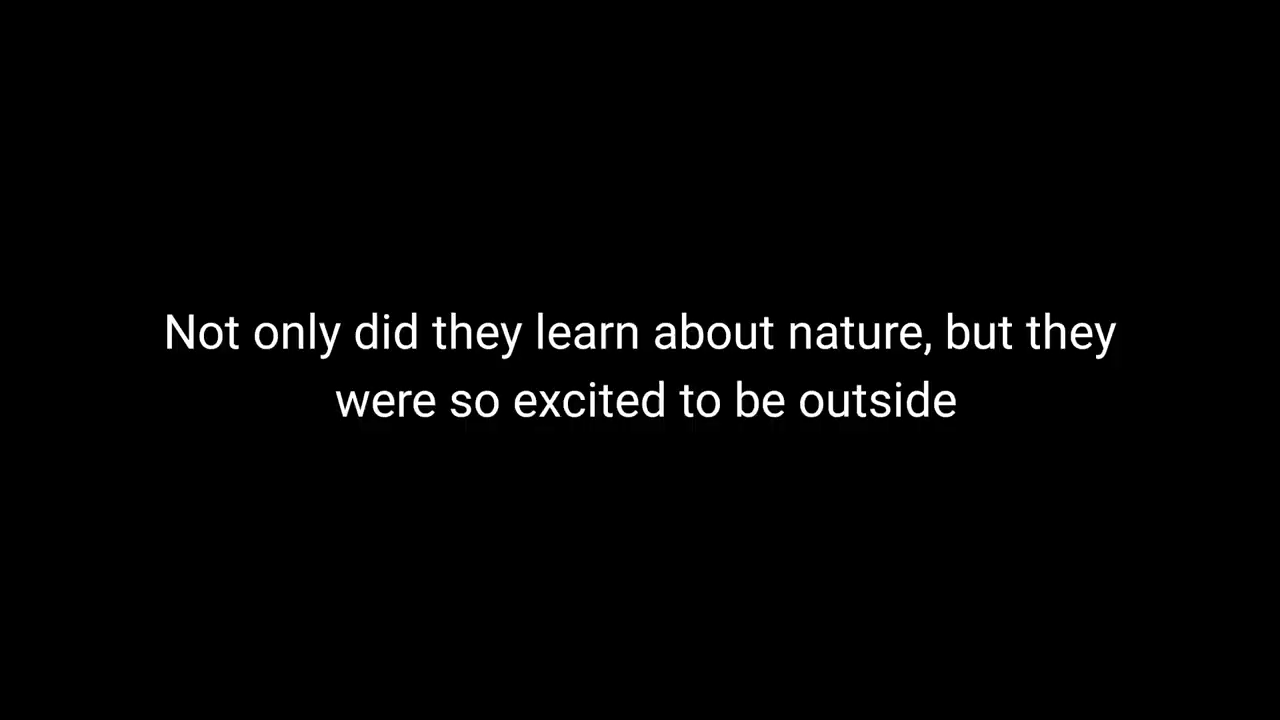 Not only did they learn about nature, but they
were so excited to be outside